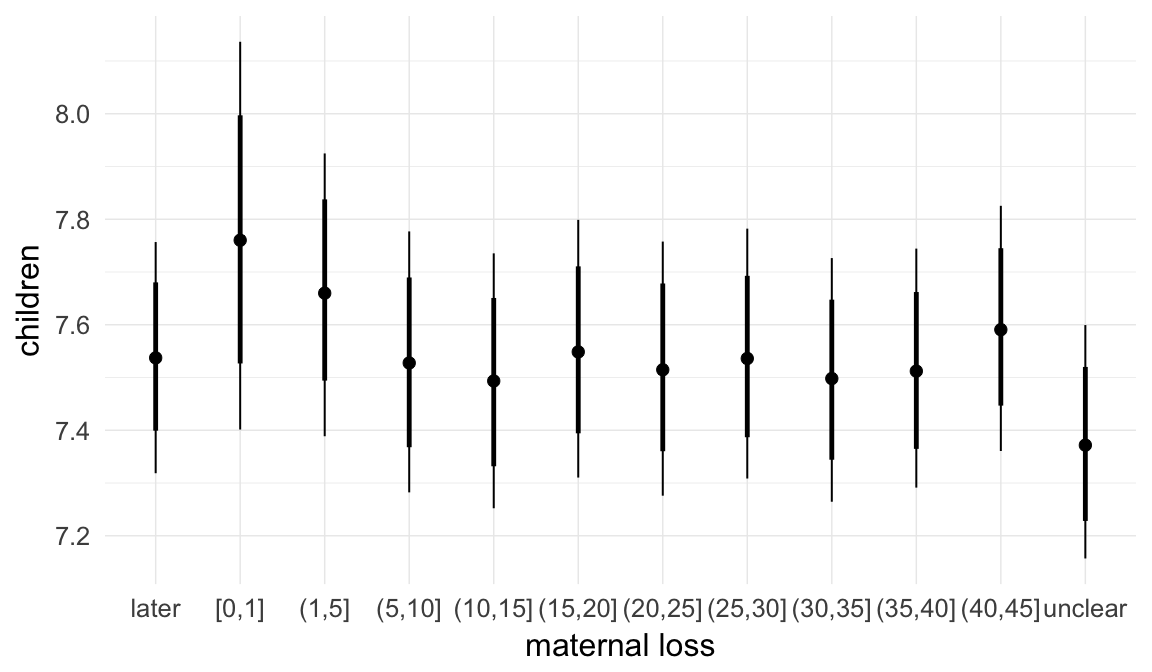 children
8.0
7.8
7.6
7.4
7.2
later [0,1] (1,5] (5,10] (10,15] (15,20] (20,25] (25,30] (30,35] (35,40] (40,45] unclear
maternal loss